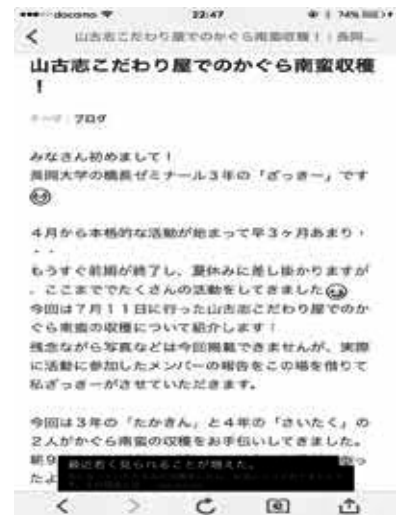 docomo 22:47 74%
山古志こだわり屋でのかぐら南蛮収穫！｜長岡...
山古志こだわり屋でのかぐら南蛮収穫
！
テーマ：ブログ
みなさん初めまして！
長岡大学の橋長ゼミナール3年の「ざっきー」です
4月から本格的な活動が始まって早3ヶ月あまり・
・・
もうすぐ前期が終了し、夏休みに差し掛かりますが
、ここまででたくさんの活動をしてきました
今回は7月11日に行った山古志こだわり屋でのか
ぐら南蛮の収穫について紹介します！
残念ながら写真などは今回掲載できませんが、実際
に活動に参加したメンバーの報告をこの場を借りて
私ざっきーがさせていただきます。
今回は3年の「たかきん」と4年の「さいたく」の
2人がかぐら南蛮の収穫をお手伝いしてきました。
朝9
最近若く見られることが増えた。
たよ